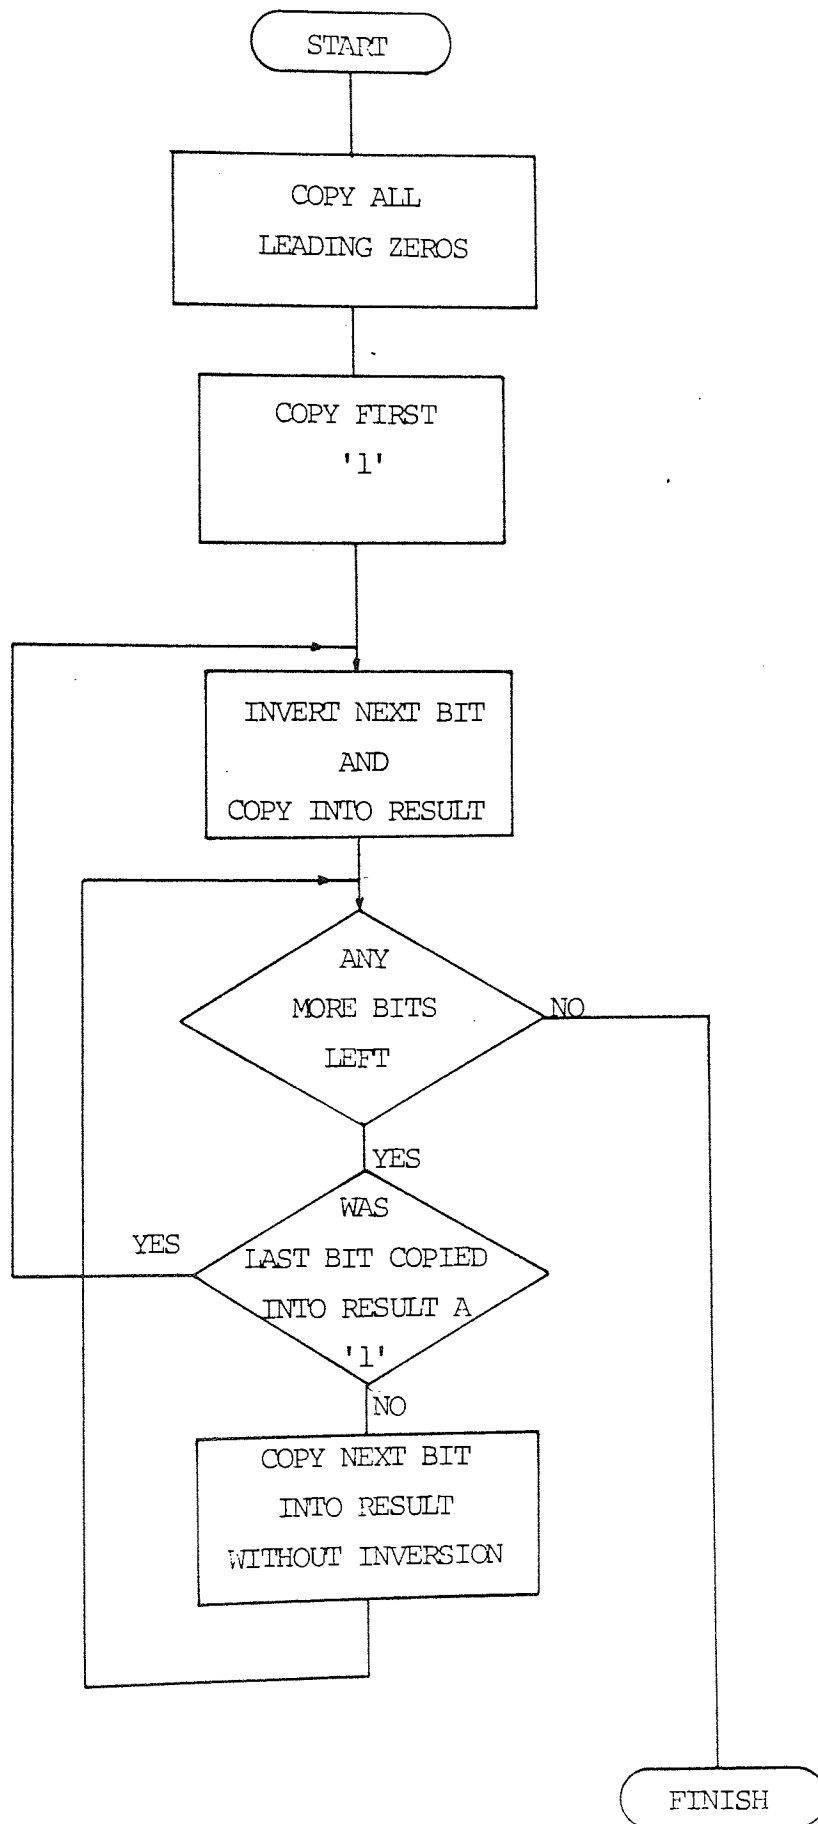 START
COPY ALL
LEADING ZEROS
COPY FIRST
'1'
INVERT NEXT BIT
AND
COPY INTO RESULT
ANY
MORE BITS
LEFT
NO
YES
WAS
YES
LAST BIT COPIED
INTO RESULT A
'1'
NO
COPY NEXT BIT
INTO RESULT
WITHOUT INVERSION
FINISH